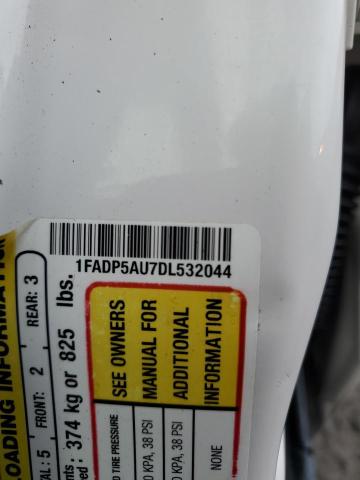 1FADP5AU7DL532044
LOADING INFORMATION
REAR: 3
FRONT: 2
: 5
374 kg or 825 lbs.
SEE OWNERS
MANUAL FOR
ADDITIONAL
INFORMATION
TIRE PRESSURE
KPA, 38 PSI
KPA, 38 PSI
NONE